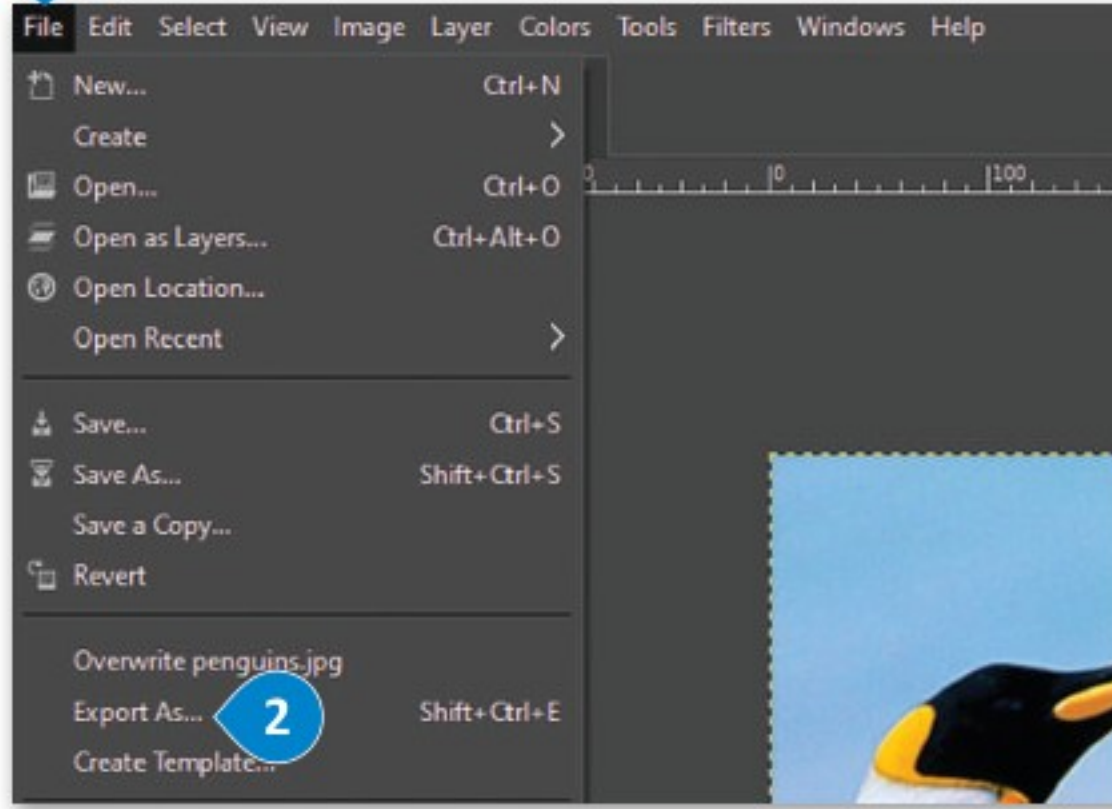 File Edit Select View Image Layer Colors Tools Filters Windows Help
New... Ctrl+N
Create >
Open... Ctrl+O
Open as Layers... Ctrl+Alt+O
Open Location...
Open Recent >
0 100
Save... Ctrl+S
Save As... Shift+Ctrl+S
Save a Copy...
Revert
Overwrite penguins.jpg
Export As... 2 Shift+Ctrl+E
Create Template...